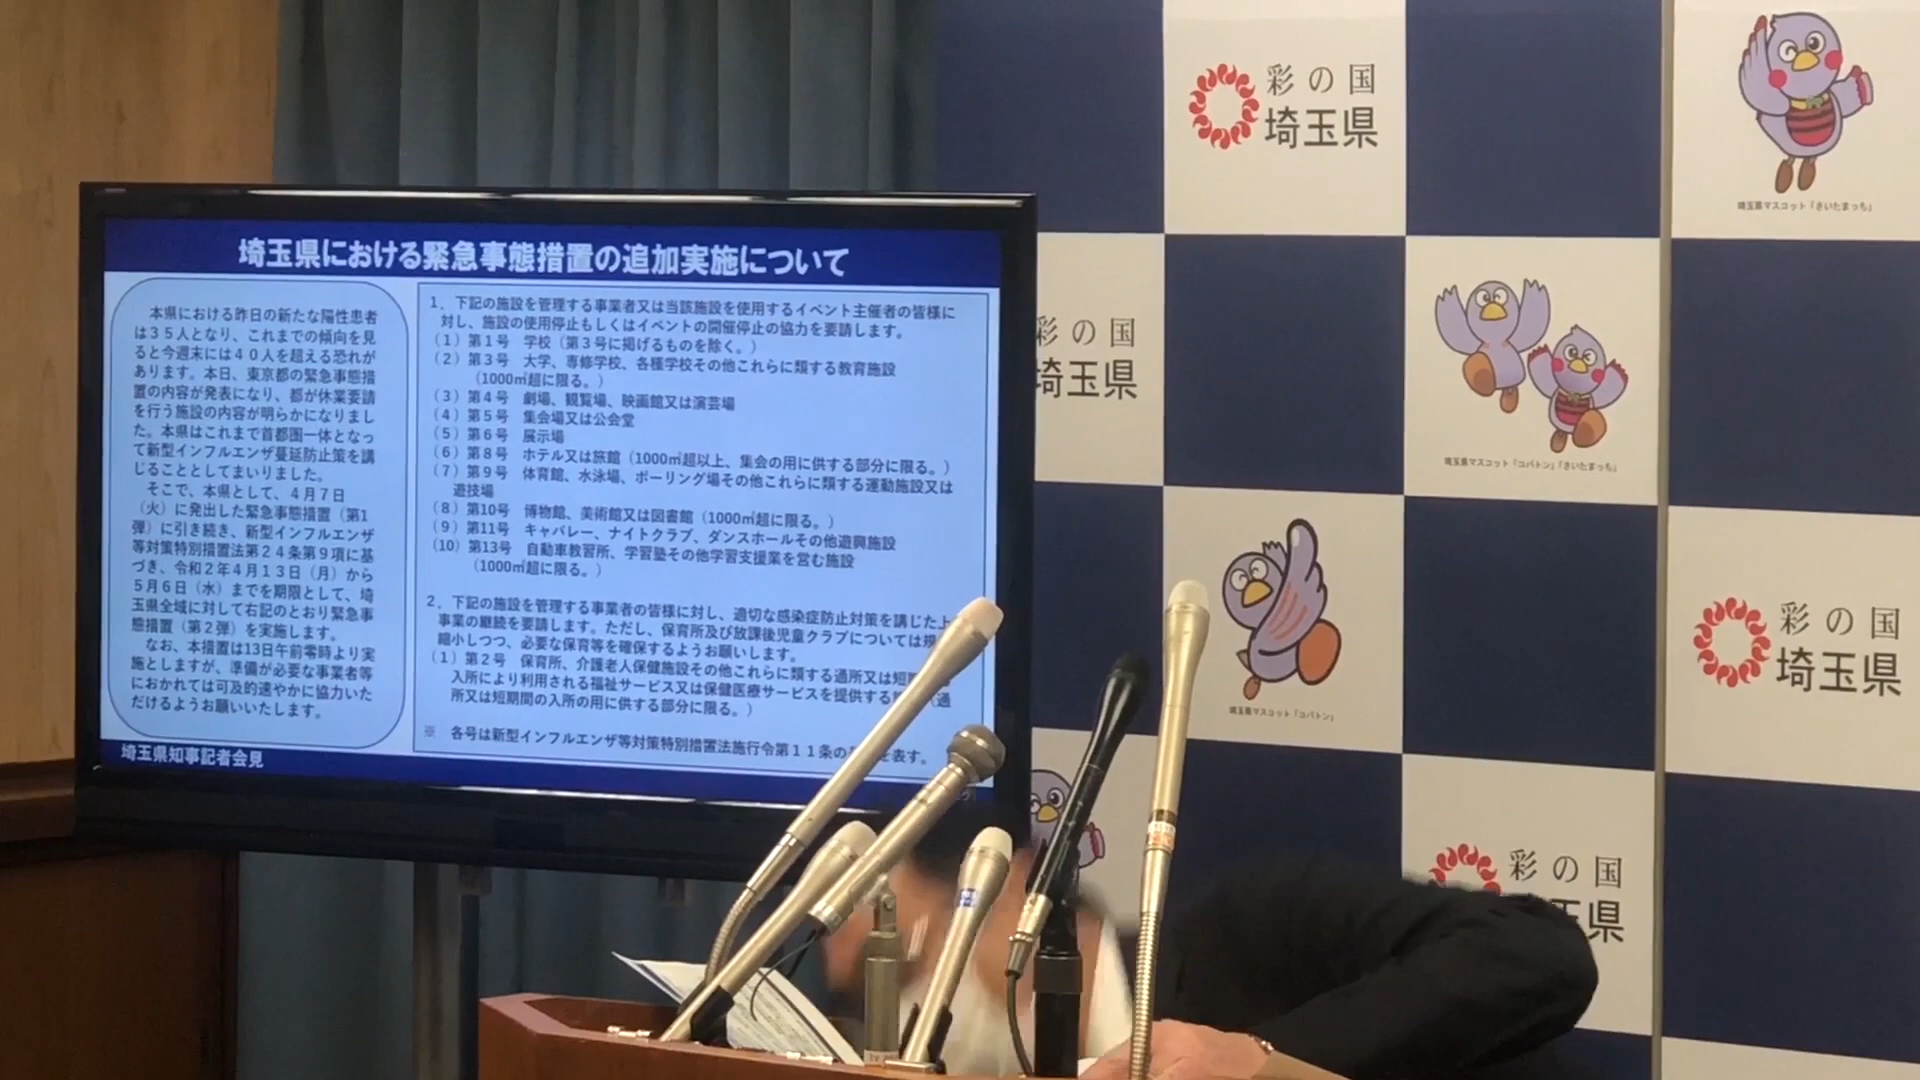 埼玉県における緊急事態措置の追加実施について
本県における昨日の新たな陽性患者
は３５人となり、これまでの傾向を見
ると今週末には４０人を超える恐れが
あります。本日、東京都の緊急事態措
置の内容が発表になり、都が休業要請
を行う施設の内容が明らかになりまし
た。本県はこれまで首都圏一体となっ
て新型インフルエンザ蔓延防止策を講
じることとしてまいりました。
そこで、本県として、４月７日
（火）に発出した緊急事態措置（第１
弾）に引き続き、新型インフルエンザ
等対策特別措置法第２４条第９項に基
づき、令和２年４月１３日（月）から
５月６日（水）までを期限として、埼
玉県全域に対して右記のとおり緊急事
態措置（第２弾）を実施します。
なお、本措置は13日午前零時より実
施としますが、準備が必要な事業者等
におかれては可及的速やかに協力いた
だけるようお願いいたします。
１．下記の施設を管理する事業者又は当該施設を使用するイベント主催者の皆様に
対し、施設の使用停止もしくはイベントの開催停止の協力を要請します。
（１）第１号　学校（第３号に掲げるものを除く。）
（２）第３号　大学、専修学校、各種学校その他これらに類する教育施設
（1000㎡超に限る。）
（３）第４号　劇場、観覧場、映画館又は演芸場
（４）第５号　集会場又は公会堂
（５）第６号　展示場
（６）第８号　ホテル又は旅館（1000㎡超以上、集会の用に供する部分に限る。）
（７）第９号　体育館、水泳場、ボーリング場その他これらに類する運動施設又は
遊技場
（８）第10号　博物館、美術館又は図書館（1000㎡超に限る。）
（９）第11号　キャバレー、ナイトクラブ、ダンスホールその他遊興施設
（10）第13号　自動車教習所、学習塾その他学習支援業を営む施設
（1000㎡超に限る。）
２．下記の施設を管理する事業者の皆様に対し、適切な感染症防止対策を講じた上
事業の継続を要請します。ただし、保育所及び放課後児童クラブについては規
縮小しつつ、必要な保育等を確保するようお願いします。
（１）第２号　保育所、介護老人保健施設その他これらに類する通所又は短
入所により利用される福祉サービス又は保健医療サービスを提供する（通
所又は短期間の入所の用に供する部分に限る。）
※　各号は新型インフルエンザ等対策特別措置法施行令第１１条の を表す。
埼玉県知事記者会見
彩の国
埼玉県
埼玉県マスコット「さいたまっち」
彩の国
埼玉県
埼玉県マスコット「コバトン」「さいたまっち」
埼玉県マスコット「コバトン」
彩の国
埼玉県
彩の国
玉県